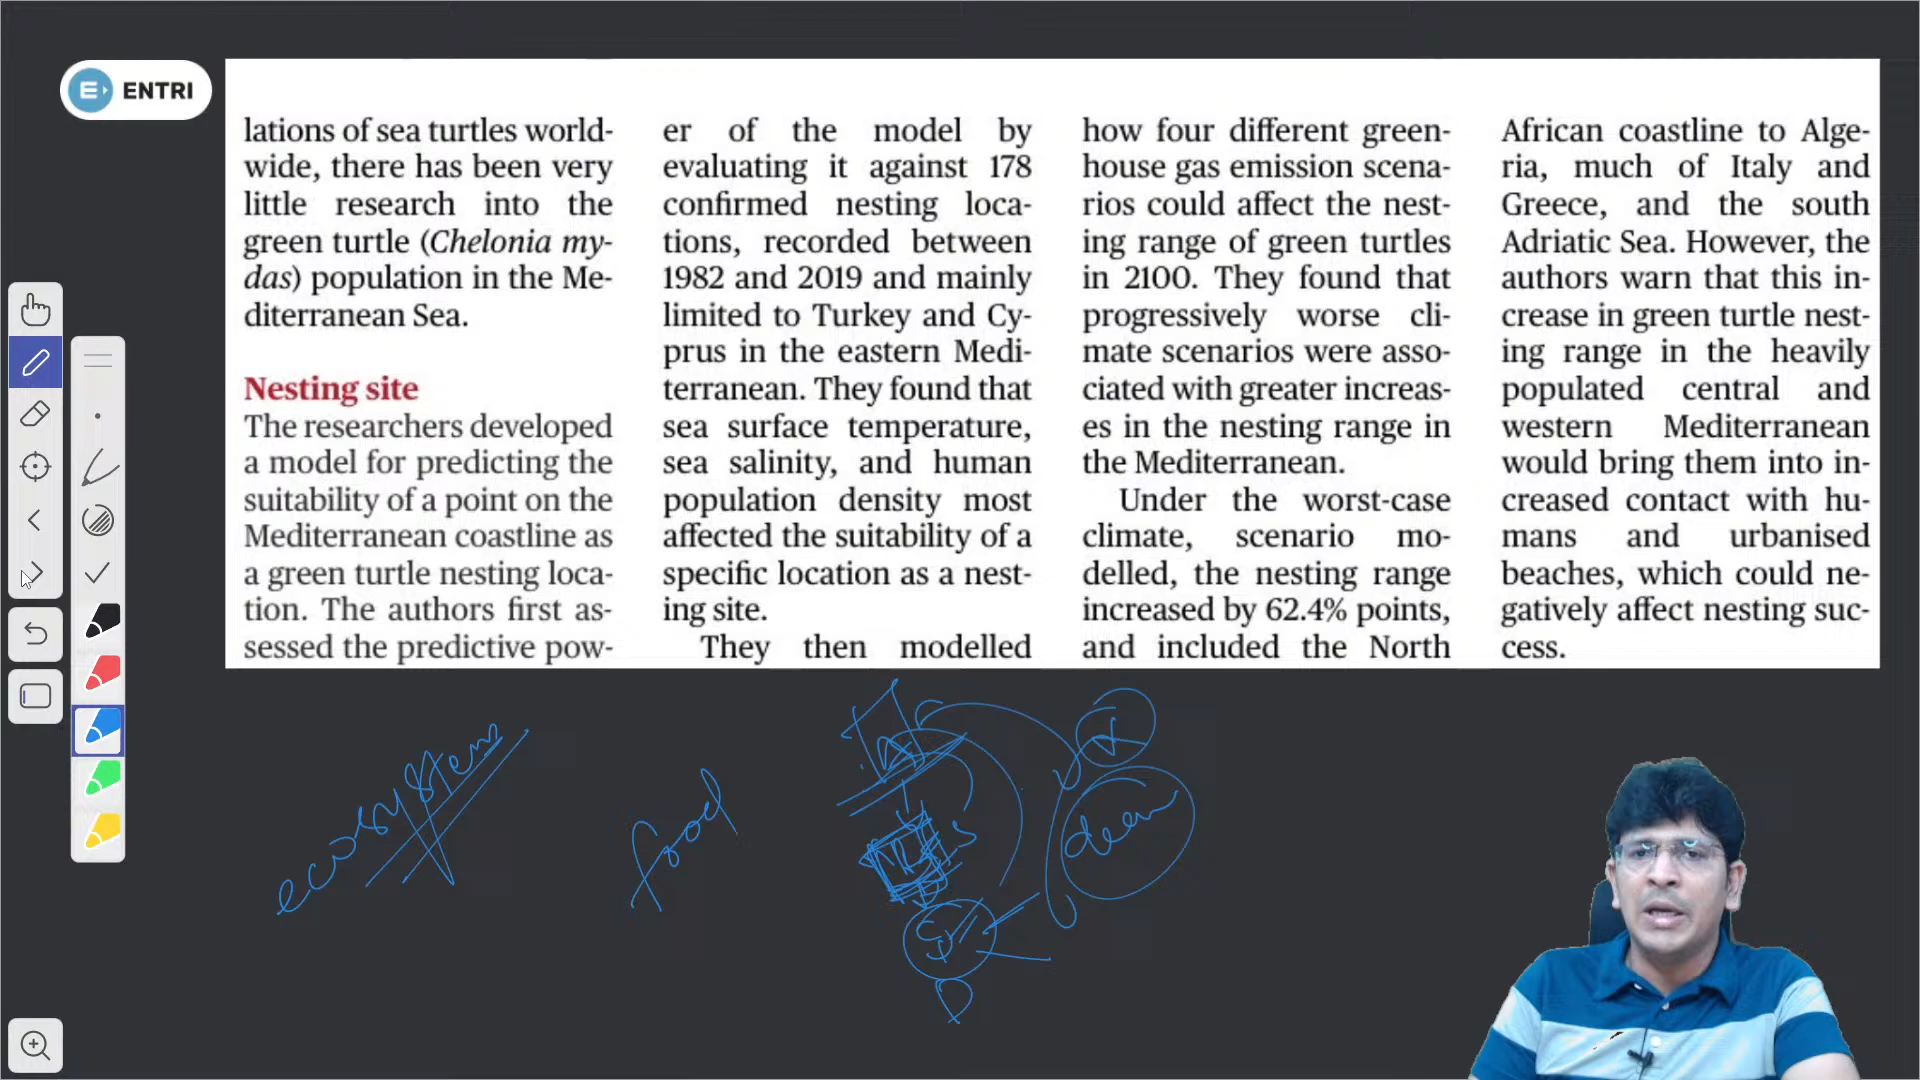 ENTRI
lations of sea turtles world-
wide, there has been very
little research into the
green turtle (Chelonia my-
das) population in the Me-
diterranean Sea.
Nesting site
The researchers developed
a model for predicting the
suitability of a point on the
Mediterranean coastline as
a green turtle nesting loca-
tion. The authors first as-
sessed the predictive pow-
er of the model by
evaluating it against 178
confirmed nesting loca-
tions, recorded between
1982 and 2019 and mainly
limited to Turkey and Cy-
prus in the eastern Medi-
terranean. They found that
sea surface temperature,
sea salinity, and human
population density most
affected the suitability of a
specific location as a nest-
ing site.
They then modelled
how four different green-
house gas emission scena-
rios could affect the nest-
ing range of green turtles
in 2100. They found that
progressively worse cli-
mate scenarios were asso-
ciated with greater increas-
es in the nesting range in
the Mediterranean.
Under the worst-case
climate, scenario mo-
delled, the nesting range
increased by 62.4% points,
and included the North
African coastline to Alge-
ria, much of Italy and
Greece, and the south
Adriatic Sea. However, the
authors warn that this in-
crease in green turtle nest-
ing range in the heavily
populated central and
western Mediterranean
would bring them into in-
creased contact with hu-
mans and urbanised
beaches, which could ne-
gatively affect nesting suc-
cess.
ecosystem
food